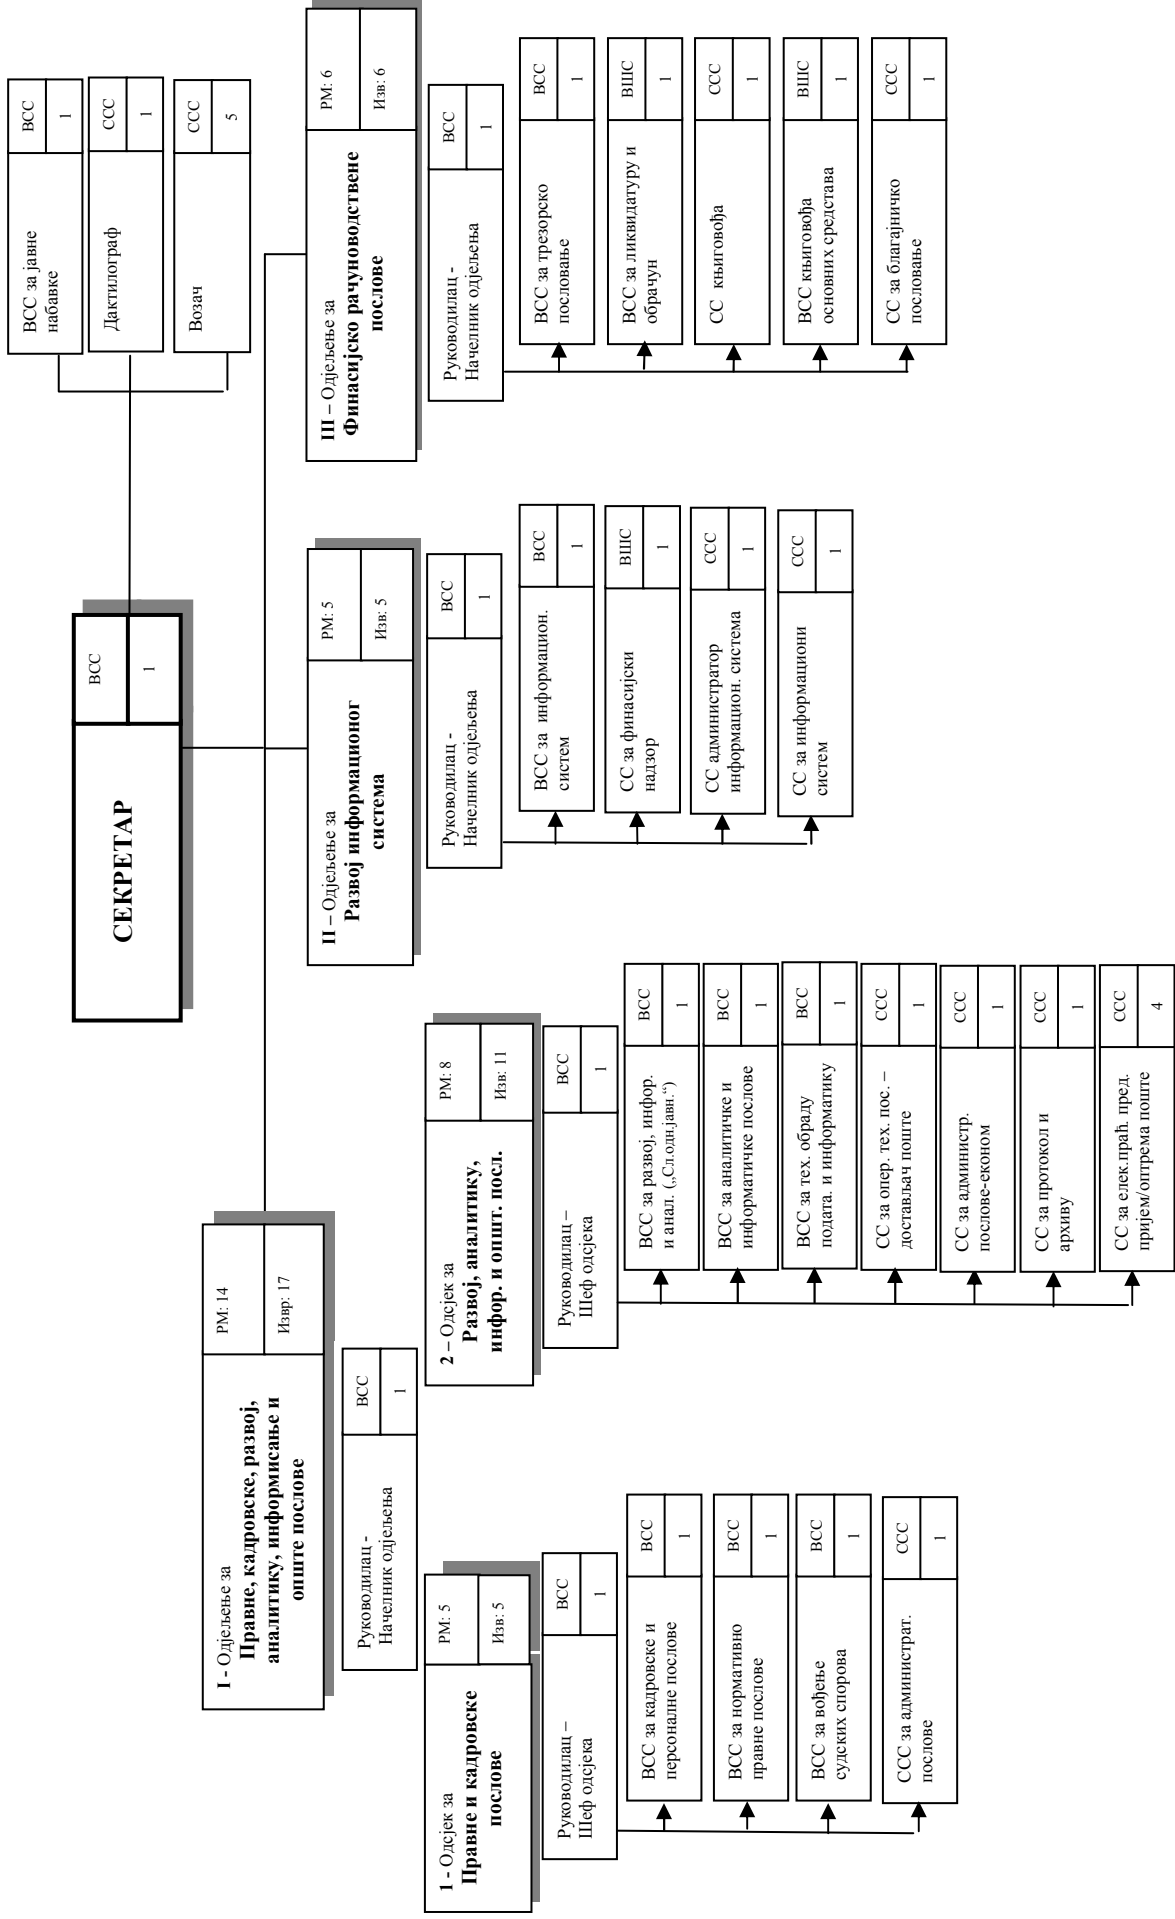 СЕКРЕТАР
ВСС
1
ВСС за јавне
набавке
ВСС
1
Дактилограф
ССС
1
Возач
ССС
5
I - Одјељење за
Правне, кадровске, развој,
аналитику, информисање и
опште послове
РМ: 14
Извр: 17
Руководилац -
Начелник одјељења
ВСС
1
1 - Одсјек за
Правне и кадровске
послове
РМ: 5
Изв: 5
Руководилац –
Шеф одсјека
ВСС
1
ВСС за кадровске и
персоналне послове
ВСС
1
ВСС за нормативно
правне послове
ВСС
1
ВСС за вођење
судских спорова
ВСС
1
ССС за администрат.
послове
ССС
1
2 – Одсјек за
Развој, аналитику,
инфор. и општ. посл.
РМ: 8
Изв: 11
Руководилац –
Шеф одсјека
ВСС
1
ВСС за развој, инфор.
и анал. („Сл.одн.јавн.“)
ВСС
1
ВСС за аналитичке и
информатичке послове
ВСС
1
ВСС за тех. обраду
подата. и информатику
ВСС
1
СС за опер. тех. пос. –
достављач поште
ССС
1
СС за администр.
послове-економ
ССС
1
СС за протокол и
архиву
ССС
1
СС за елек.праћ. пред.
пријем/оптрема поште
ССС
4
II – Одјељење за
Развој информационог
система
РМ: 5
Изв: 5
Руководилац -
Начелник одјељења
ВСС
1
ВСС за информацион.
систем
ВСС
1
СС за финасијски
надзор
ВШС
1
СС администратор
информацион. система
ССС
1
СС за информациони
систем
ССС
1
III – Одјељење за
Финасијско рачуноводствене
послове
РМ: 6
Изв: 6
Руководилац -
Начелник одјељења
ВСС
1
ВСС за трезорско
пословање
ВСС
1
ВСС за ликвидатуру и
обрачун
ВШС
1
СС књиговођа
ССС
1
ВСС књиговођа
основних средстава
ВШС
1
СС за благајничко
пословање
ССС
1